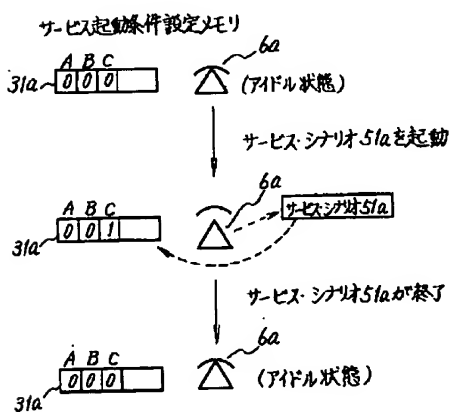 サービス起動条件設定メモリ
A B C
31a 0 0 0
6a
(アイドル状態)
サービス・シナリオ51aを起動
A B C
31a 0 0 1
6a
サービス・シナリオ51a
サービス・シナリオ51aが終了
A B C
31a 0 0 0
6a
(アイドル状態)